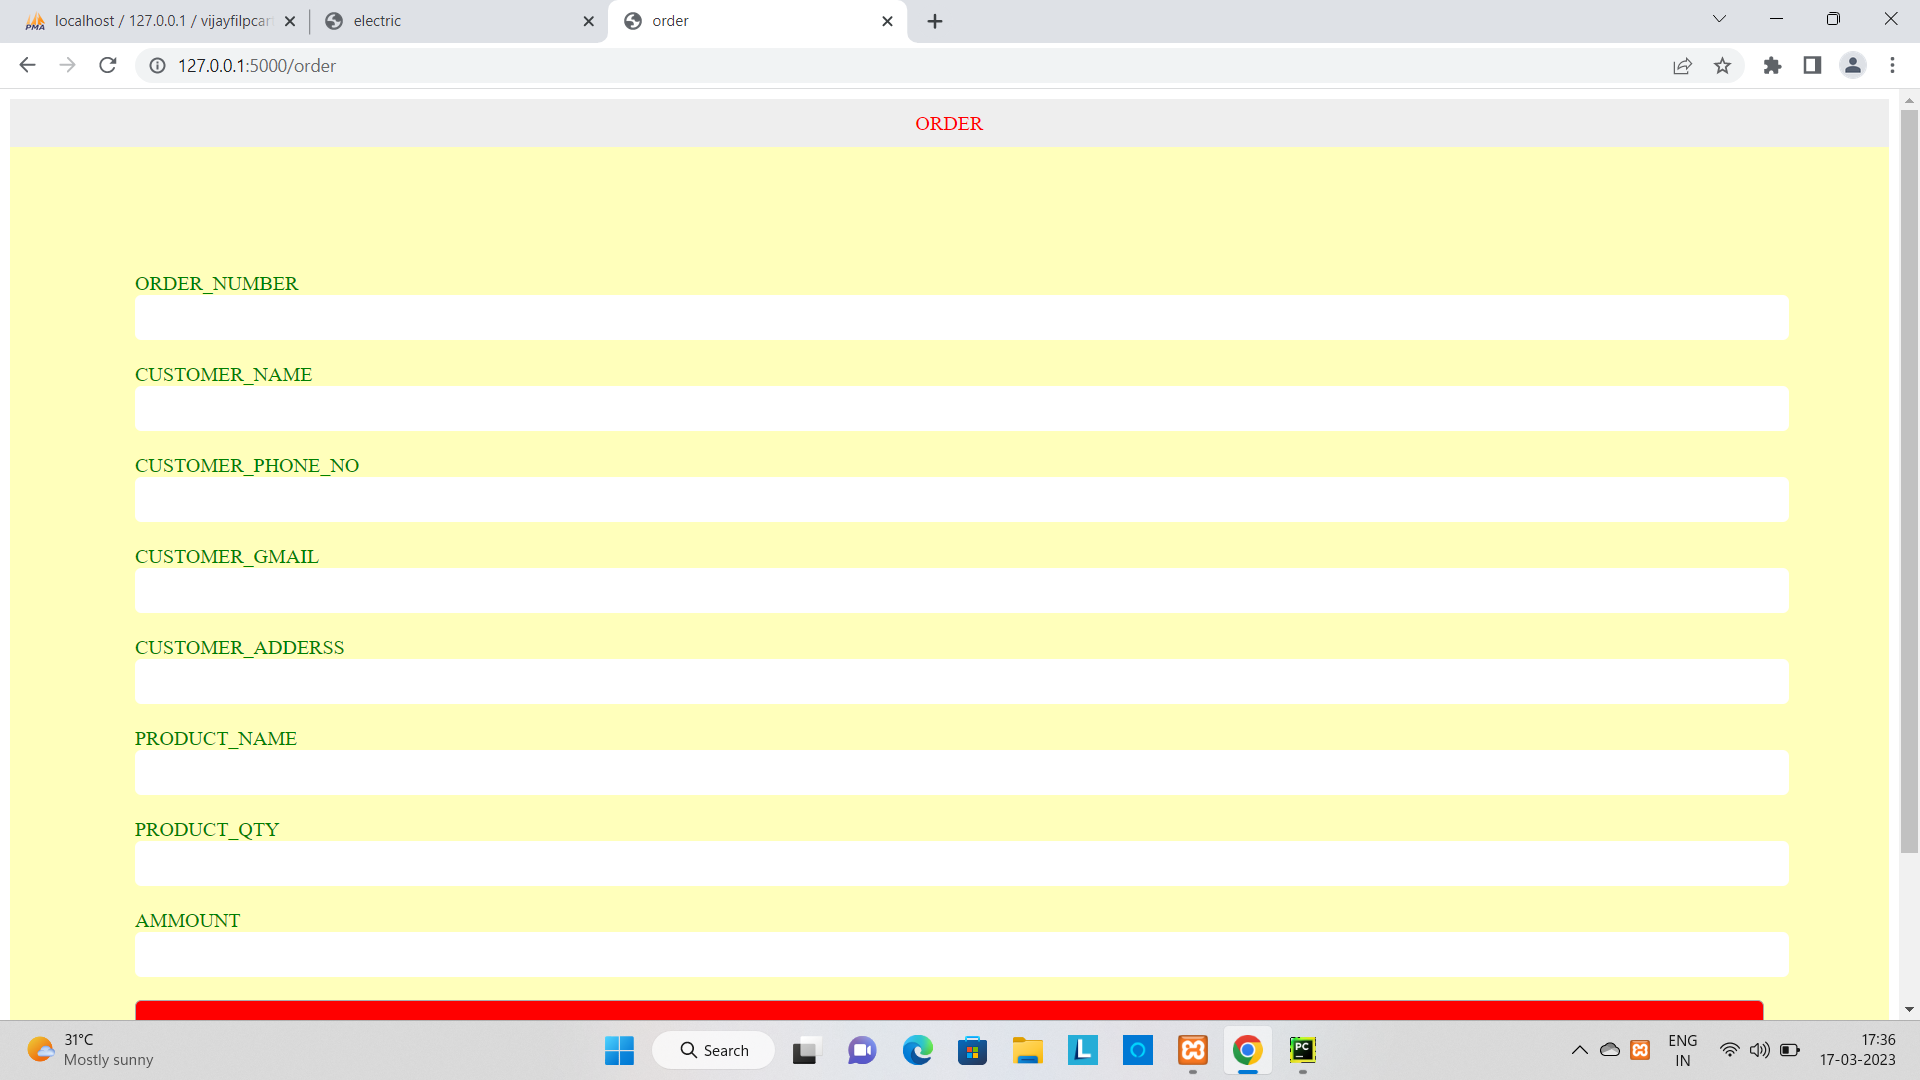 localhost / 127.0.0.1 / vijayfilpcar
electric
order
127.0.0.1:5000/order
ORDER
ORDER_NUMBER
CUSTOMER_NAME
CUSTOMER_PHONE_NO
CUSTOMER_GMAIL
CUSTOMER_ADDERSS
PRODUCT_NAME
PRODUCT_QTY
AMMOUNT
31°C
Mostly sunny
Search
ENG
IN
17:36
17-03-2023